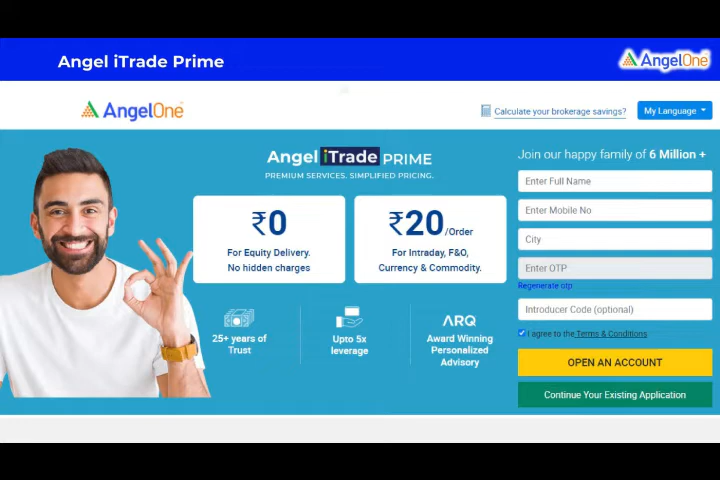 Angel iTrade Prime
AngelOne
AngelOne
Calculate your brokerage savings?
My Language
Angel iTrade PRIME
PREMIUM SERVICES. SIMPLIFIED PRICING.
₹0
For Equity Delivery.
No hidden charges
₹20/Order
For Intraday, F&O,
Currency & Commodity.
25+ years of
Trust
Upto 5x
leverage
ARQ
Award Winning
Personalized
Advisory
Join our happy family of 6 Million +
Enter Full Name
Enter Mobile No
City
Enter OTP
Regenerate otp
Introducer Code (optional)
I agree to the Terms & Conditions
OPEN AN ACCOUNT
Continue Your Existing Application